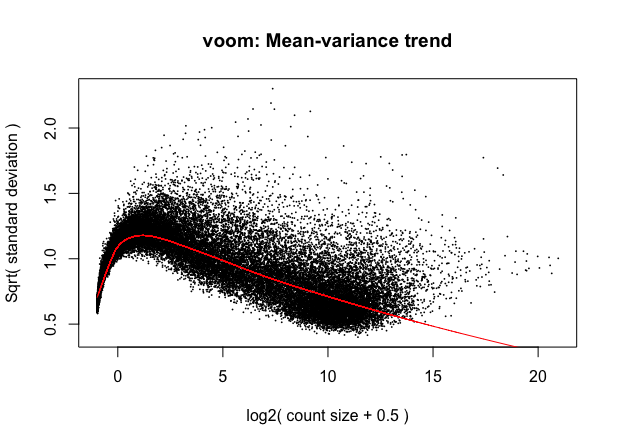 voom: Mean-variance trend
Sqrt( standard deviation )
2.0
1.5
1.0
0.5
0 5 10 15 20
log2( count size + 0.5 )